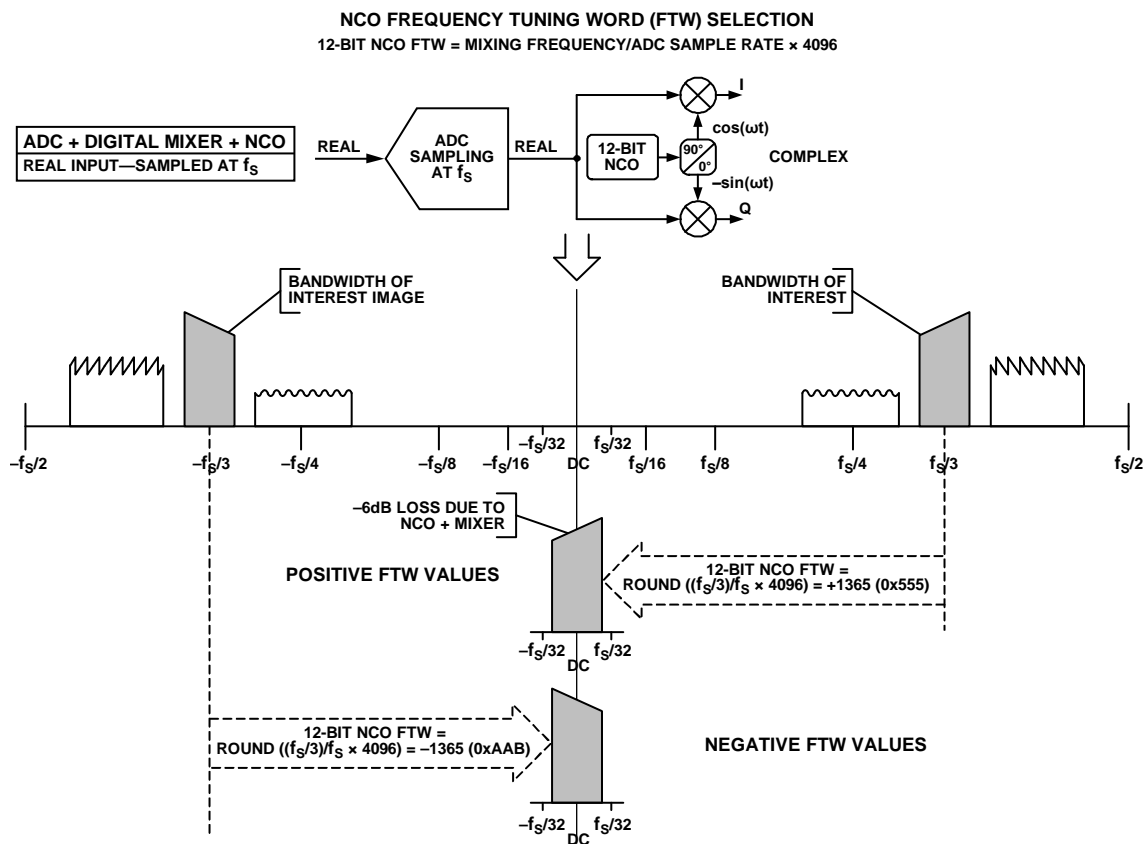 NCO FREQUENCY TUNING WORD (FTW) SELECTION
12-BIT NCO FTW = MIXING FREQUENCY/ADC SAMPLE RATE × 4096
ADC + DIGITAL MIXER + NCO
REAL INPUT—SAMPLED AT fS
REAL
ADC
SAMPLING
AT fS
REAL
12-BIT
NCO
90°
0°
cos(ωt)
–sin(ωt)
I
Q
COMPLEX
BANDWIDTH OF
INTEREST IMAGE
BANDWIDTH OF
INTEREST
–fS/2
–fS/3
–fS/4
–fS/8
–fS/16
–fS/32
DC
fS/32
fS/16
fS/8
fS/4
fS/3
fS/2
–6dB LOSS DUE TO
NCO + MIXER
POSITIVE FTW VALUES
12-BIT NCO FTW =
ROUND ((fS/3)/fS × 4096) = +1365 (0x555)
–fS/32
DC
fS/32
12-BIT NCO FTW =
ROUND ((fS/3)/fS × 4096) = –1365 (0xAAB)
NEGATIVE FTW VALUES
–fS/32
DC
fS/32